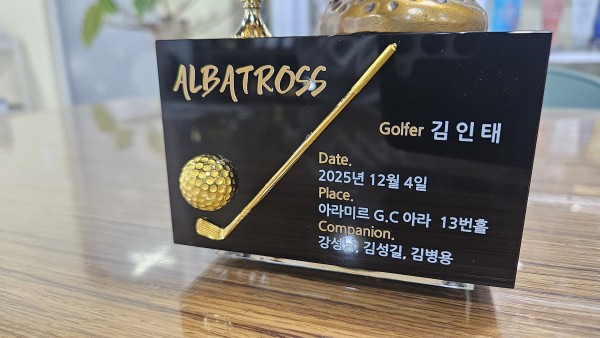 ALBATROSS
Golfer 김인태
Date.
2025년 12월 4일
Place.
아라미르 G.C 아라 13번홀
Companion.
김성길, 김병용